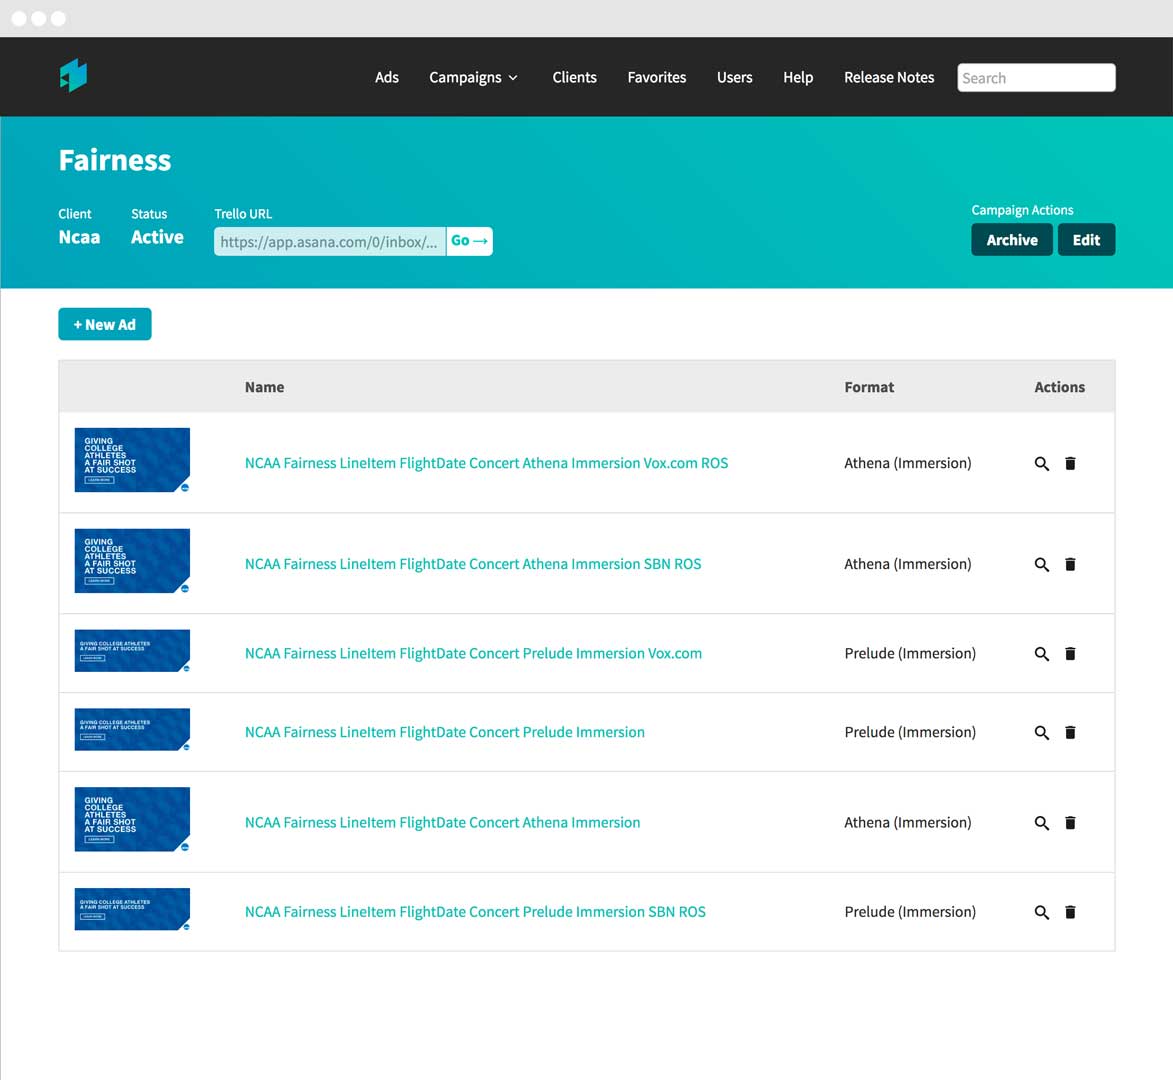 Ads Campaigns Clients Favorites Users Help Release Notes Search
Fairness
Client Status Trello URL Campaign Actions
Ncaa Active https://app.asana.com/0/inbox/... Go → Archive Edit
+ New Ad
Name Format Actions
GIVING
COLLEGE
ATHLETES
A FAIR SHOT
AT SUCCESS
LEARN MORE
NCAA Fairness LineItem FlightDate Concert Athena Immersion Vox.com ROS Athena (Immersion)
GIVING
COLLEGE
ATHLETES
A FAIR SHOT
AT SUCCESS
LEARN MORE
NCAA Fairness LineItem FlightDate Concert Athena Immersion SBN ROS Athena (Immersion)
GIVING COLLEGE ATHLETES
A FAIR SHOT AT SUCCESS
LEARN MORE
NCAA Fairness LineItem FlightDate Concert Prelude Immersion Vox.com Prelude (Immersion)
GIVING COLLEGE ATHLETES
A FAIR SHOT AT SUCCESS
LEARN MORE
NCAA Fairness LineItem FlightDate Concert Prelude Immersion Prelude (Immersion)
GIVING
COLLEGE
ATHLETES
A FAIR SHOT
AT SUCCESS
LEARN MORE
NCAA Fairness LineItem FlightDate Concert Athena Immersion Athena (Immersion)
GIVING COLLEGE ATHLETES
A FAIR SHOT AT SUCCESS
LEARN MORE
NCAA Fairness LineItem FlightDate Concert Prelude Immersion SBN ROS Prelude (Immersion)